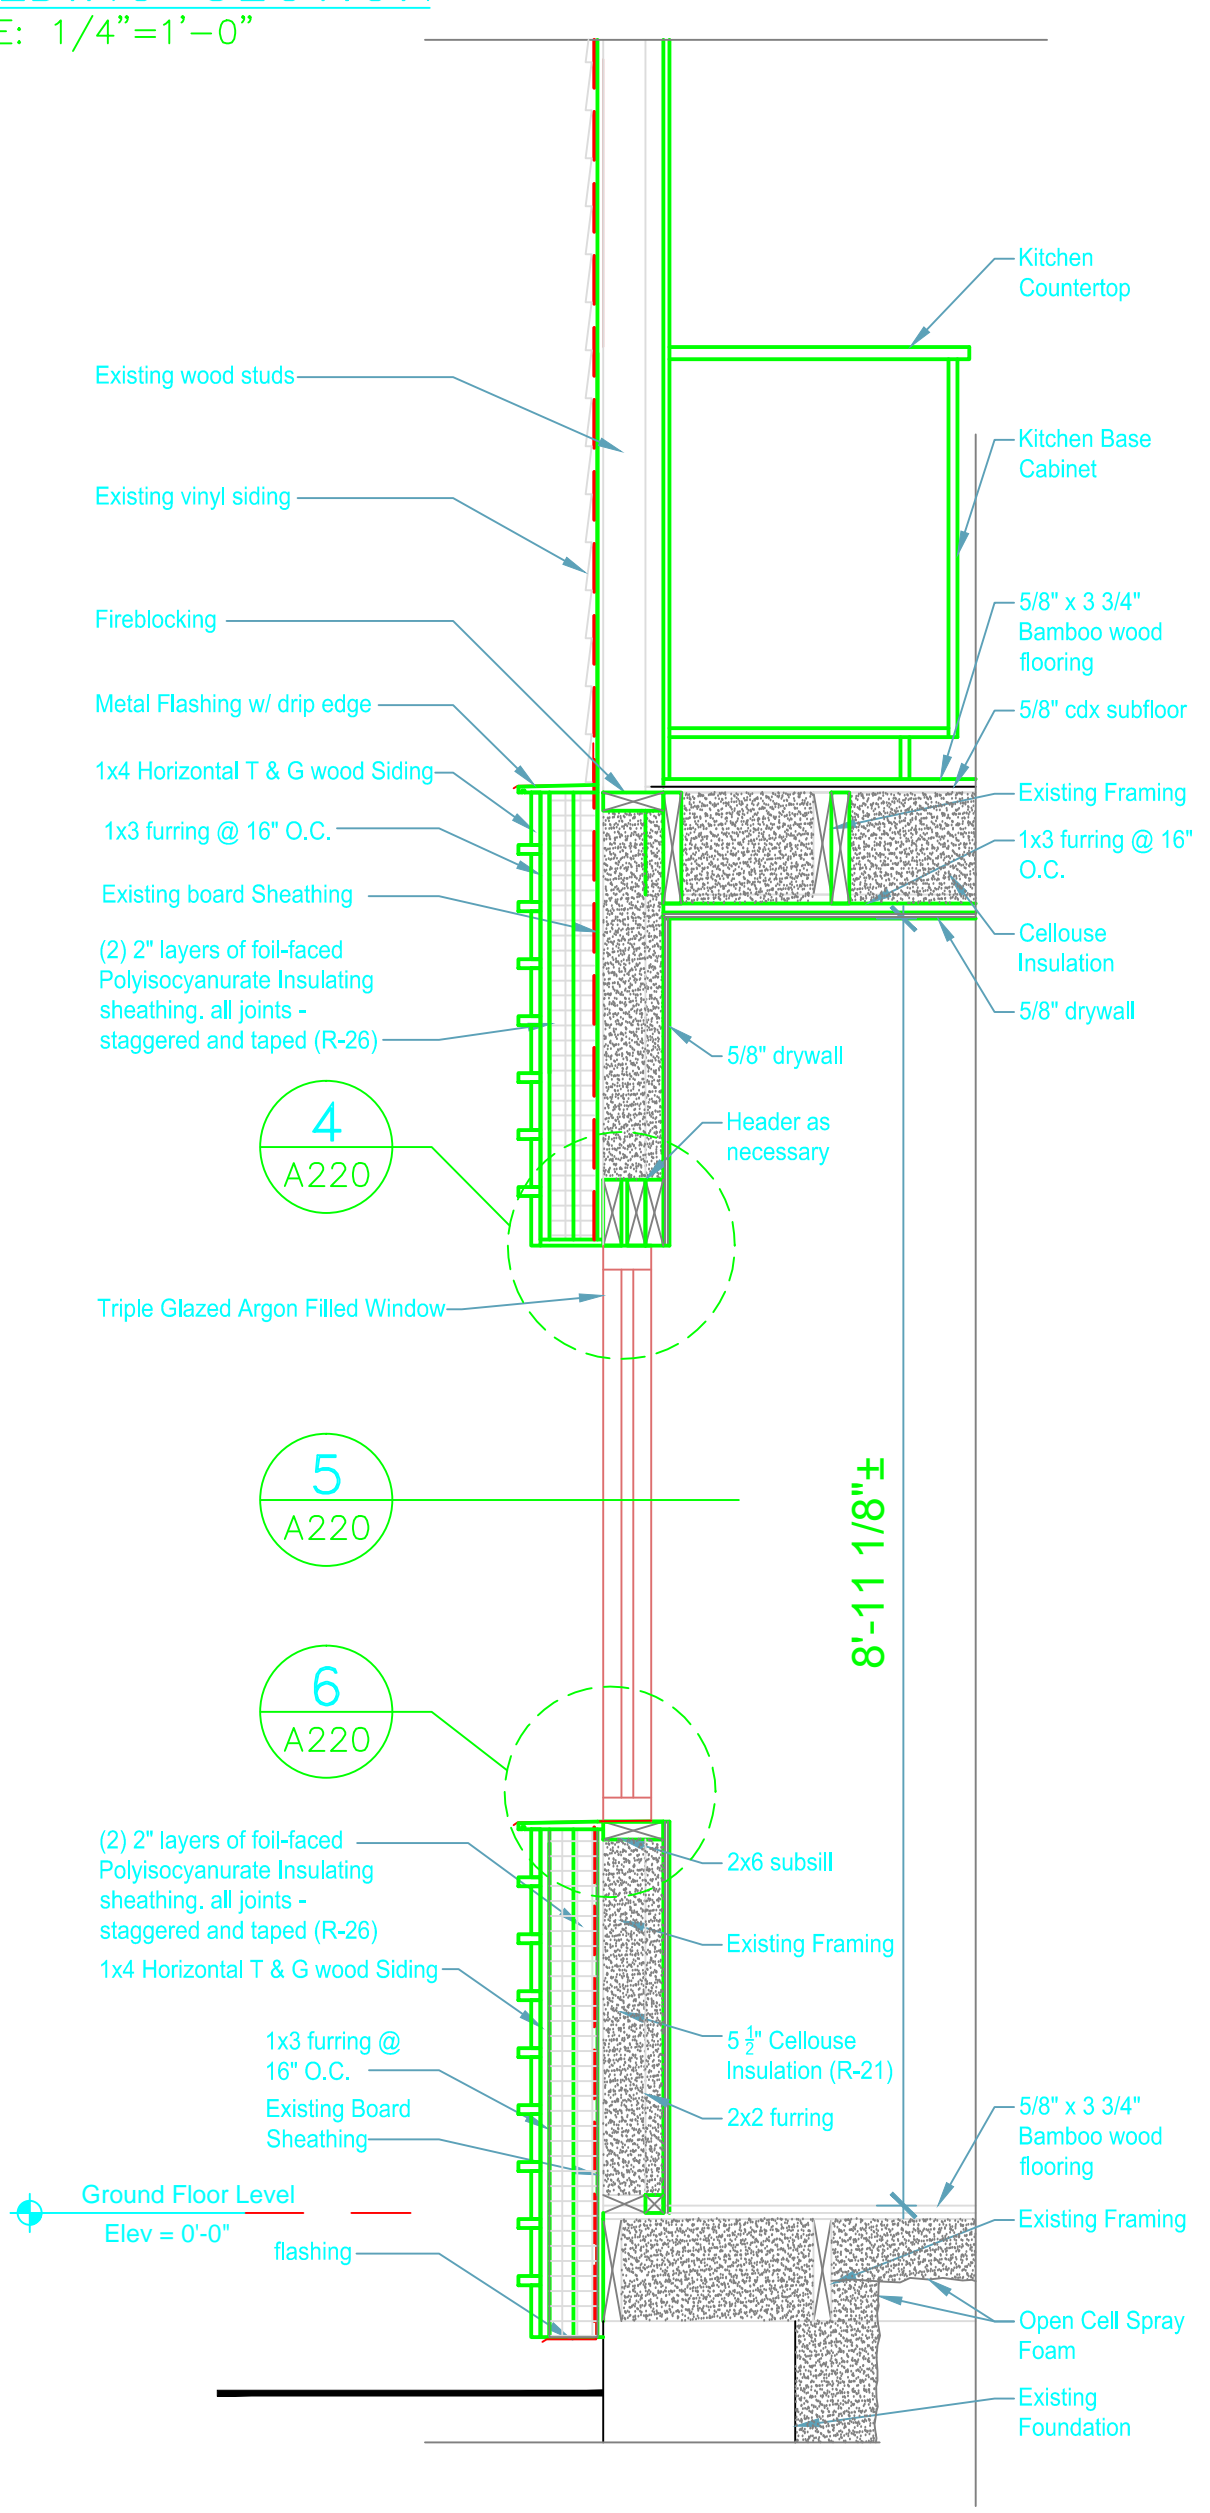 E: 1/4"=1'-0"
Kitchen
Countertop
Existing wood studs
Kitchen Base
Cabinet
Existing vinyl siding
5/8" x 3 3/4"
Bamboo wood
flooring
Fireblocking
Metal Flashing w/ drip edge
5/8" cdx subfloor
1x4 Horizontal T & G wood Siding
Existing Framing
1x3 furring @ 16" O.C.
1x3 furring @ 16"
O.C.
Existing board Sheathing
Cellouse
Insulation
(2) 2" layers of foil-faced
Polyisocyanurate Insulating
sheathing. all joints -
staggered and taped (R-26)
5/8" drywall
5/8" drywall
4
A220
Header as
necessary
Triple Glazed Argon Filled Window
5
A220
8'-11 1/8"±
6
A220
(2) 2" layers of foil-faced
Polyisocyanurate Insulating
sheathing. all joints -
staggered and taped (R-26)
2x6 subsill
Existing Framing
1x4 Horizontal T & G wood Siding
1x3 furring @
16" O.C.
5 1/2" Cellouse
Insulation (R-21)
Existing Board
Sheathing
2x2 furring
5/8" x 3 3/4"
Bamboo wood
flooring
Ground Floor Level
Elev = 0'-0"
Existing Framing
flashing
Open Cell Spray
Foam
Existing
Foundation